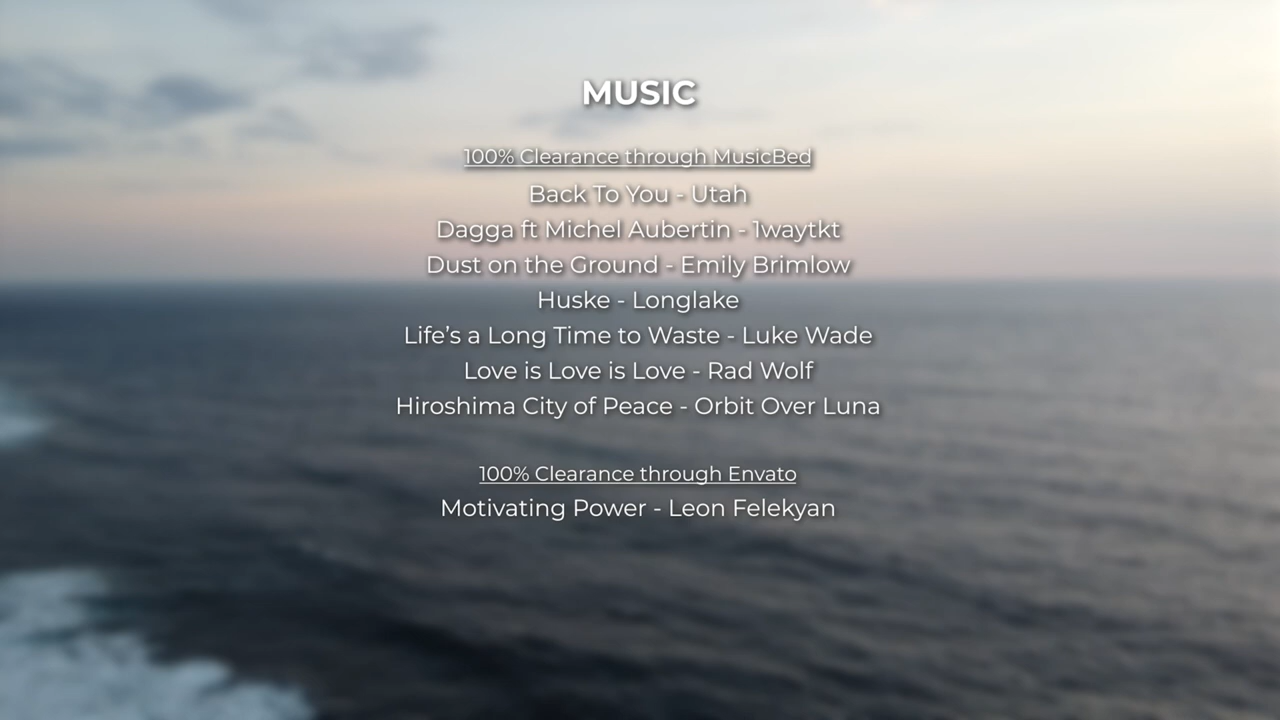 MUSIC
100% Clearance through MusicBed
Back To You - Utah
Dagga ft Michel Aubertin - 1waytkt
Dust on the Ground - Emily Brimlow
Huske - Longlake
Life’s a Long Time to Waste - Luke Wade
Love is Love is Love - Rad Wolf
Hiroshima City of Peace - Orbit Over Luna
100% Clearance through Envato
Motivating Power - Leon Felekyan